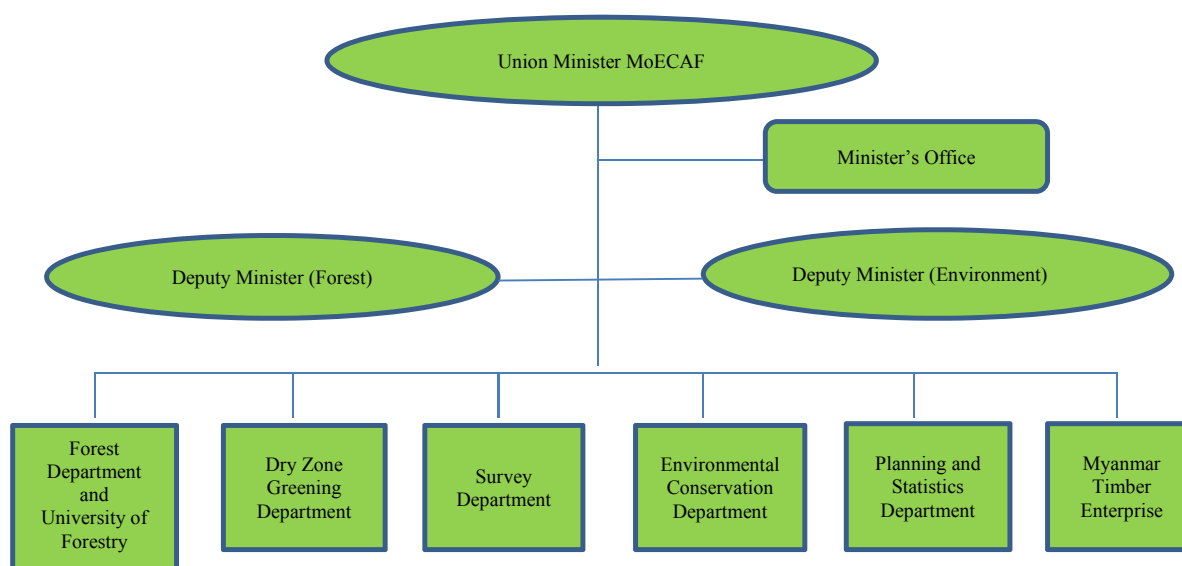 Union Minister MoECAF
Minister’s Office
Deputy Minister (Forest)
Deputy Minister (Environment)
Forest
Department
and
University of
Forestry
Dry Zone
Greening
Department
Survey
Department
Environmental
Conservation
Department
Planning and
Statistics
Department
Myanmar
Timber
Enterprise